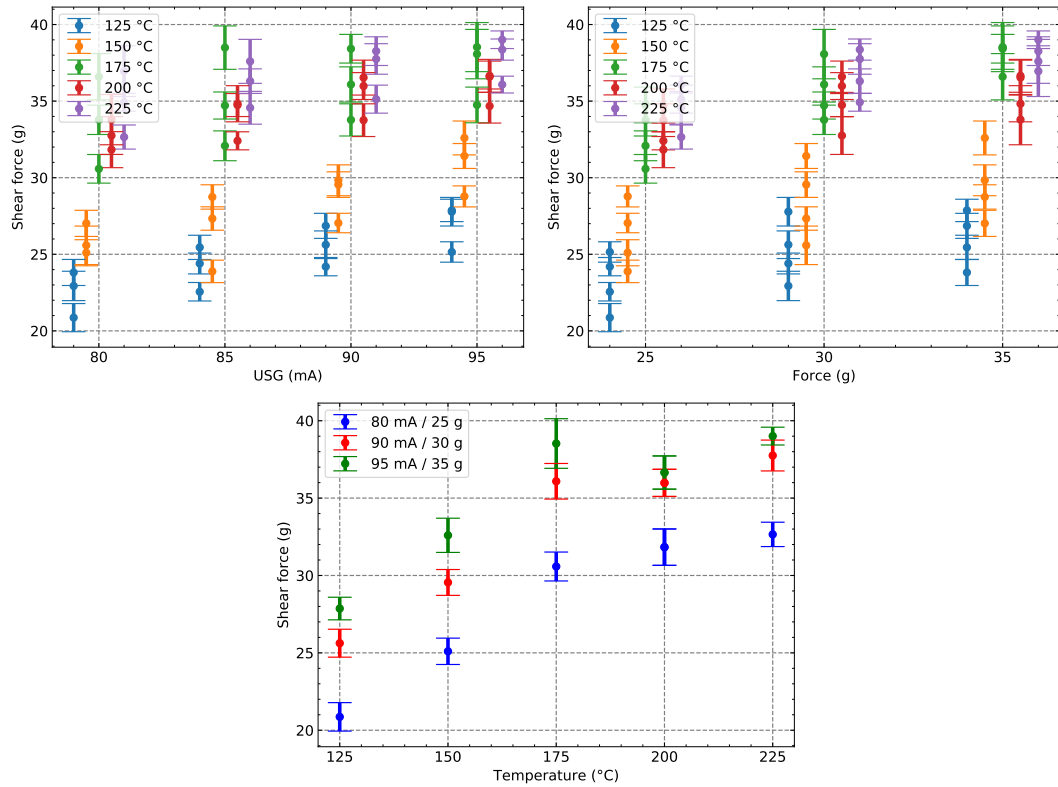 Shear force (g)
40
35
30
25
20
125 °C
150 °C
175 °C
200 °C
225 °C
80
85
90
95
USG (mA)
Shear force (g)
40
35
30
25
20
125 °C
150 °C
175 °C
200 °C
225 °C
25
30
35
Force (g)
Shear force (g)
40
35
30
25
20
80 mA / 25 g
90 mA / 30 g
95 mA / 35 g
125
150
175
200
225
Temperature (°C)